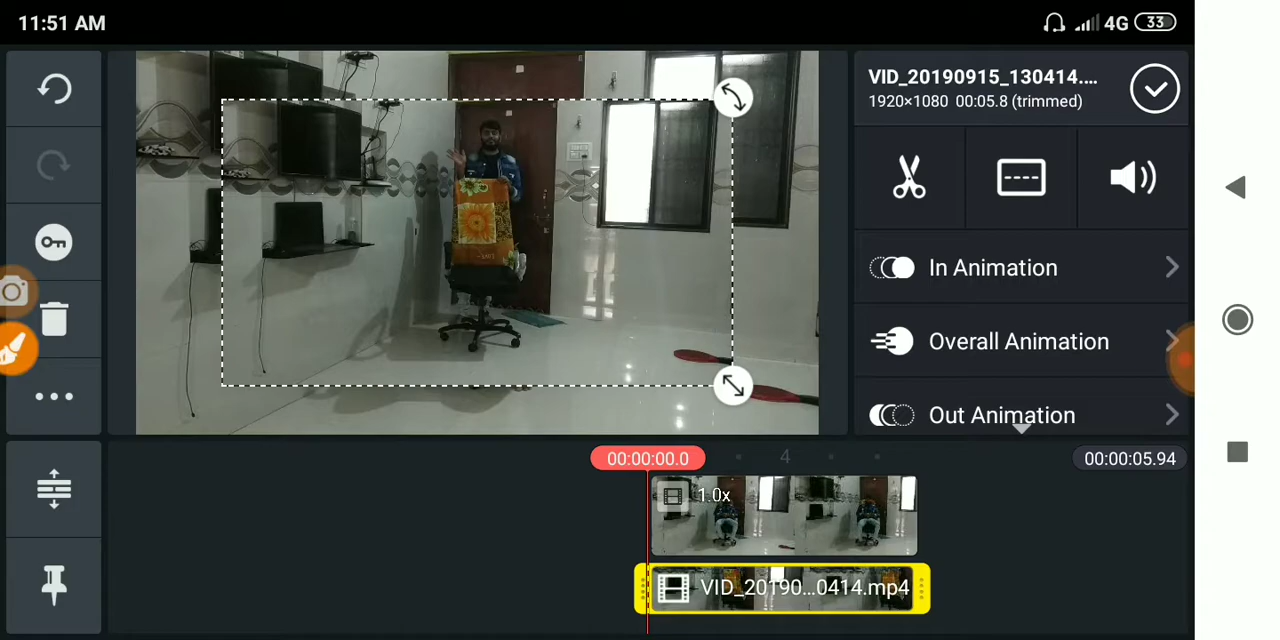 11:51 AM
4G 33
VID_20190915_130414....
1920×1080 00:05.8 (trimmed)
In Animation
Overall Animation
Out Animation
00:00:00.0
4
00:00:05.94
1.0x
VID_20190...0414.mp4